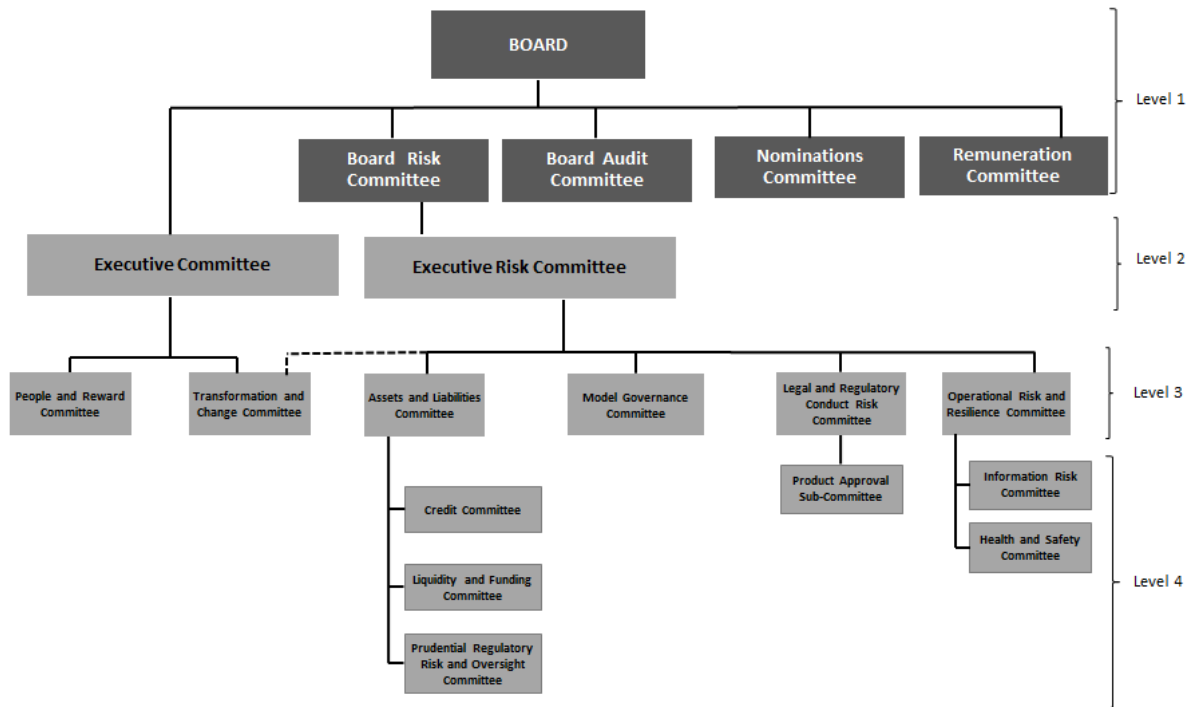 BOARD
Level 1
Board Risk
Committee
Board Audit
Committee
Nominations
Committee
Remuneration
Committee
Executive Committee
Executive Risk Committee
Level 2
People and Reward
Committee
Transformation and
Change Committee
Assets and Liabilities
Committee
Model Governance
Committee
Legal and Regulatory
Conduct Risk
Committee
Operational Risk and
Resilience Committee
Level 3
Credit Committee
Liquidity and Funding
Committee
Prudential Regulatory
Risk and Oversight
Committee
Product Approval
Sub-Committee
Information Risk
Committee
Health and Safety
Committee
Level 4